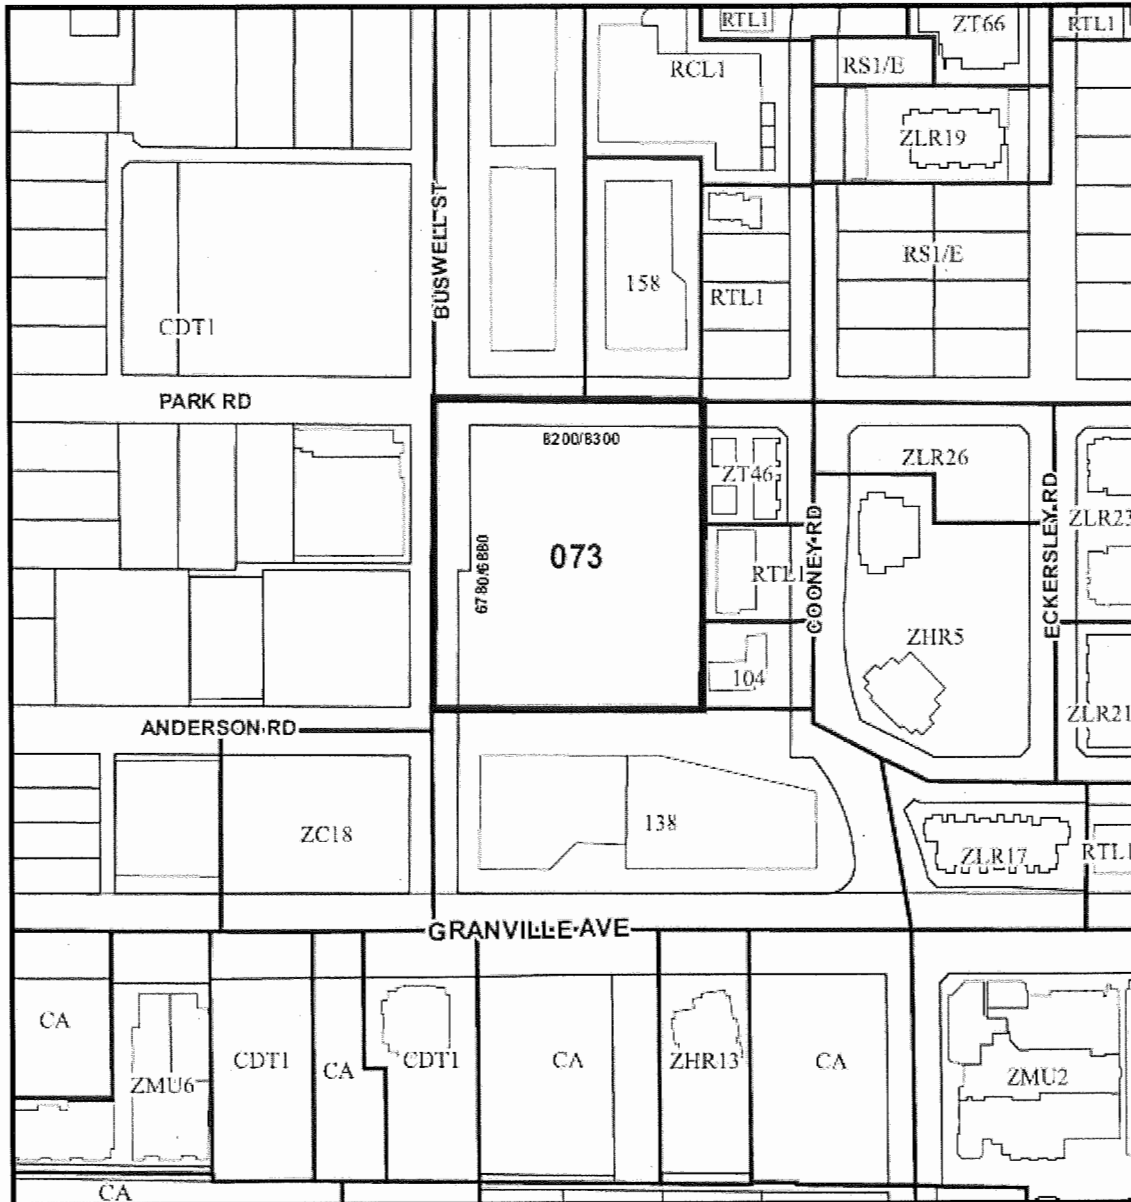 RTL1
ZT66
RTL1
RCL1
RS1/E
ZLR19
BUSWELL ST
RS1/E
158
RTL1
CDT1
PARK RD
8200/8300
ZT46
ZLR26
COONEY RD
ECKERSLEY RD
ZLR23
073
6780/6880
RTL1
ZHR5
104
ZLR21
ANDERSON RD
ZC18
138
ZLR17
RTL1
GRANVILLE AVE
CA
ZMU6
CDT1
CA
CDT1
CA
ZHR13
CA
ZMU2
CA